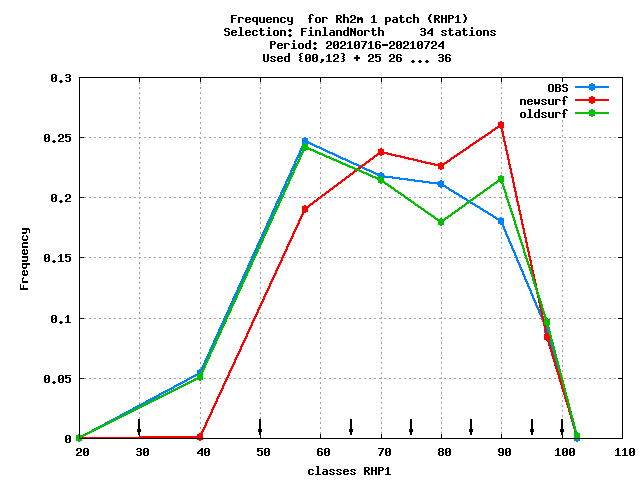 Frequency  for Rh2m 1 patch (RHP1)
Selection: FinlandNorth     34 stations
Period: 20210716-20210724
Used {00,12} + 25 26 ... 36
OBS
newsurf
oldsurf
0.3
0.25
0.2
0.15
0.1
0.05
0
Frequency
20 30 40 50 60 70 80 90 100 110
classes RHP1